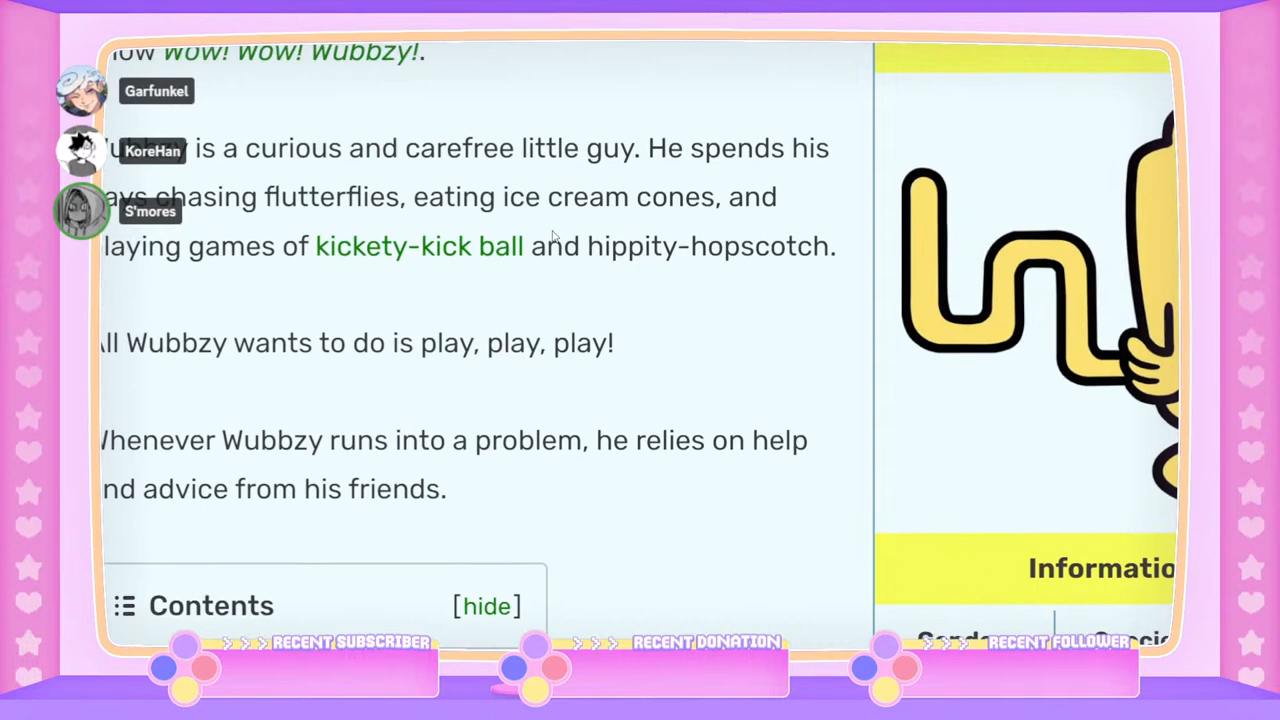 Wow! Wow! Wubbzy!.
Garfunkel
is a curious and carefree little guy. He spends his
KoreHan
chasing flutterflies, eating ice cream cones, and
S'mores
laying games of kickety-kick ball and hippity-hopscotch.
All Wubbzy wants to do is play, play, play!
Whenever Wubbzy runs into a problem, he relies on help
nd advice from his friends.
Contents [hide]
Informatio
RECENT SUBSCRIBER
RECENT DONATION
RECENT FOLLOWER